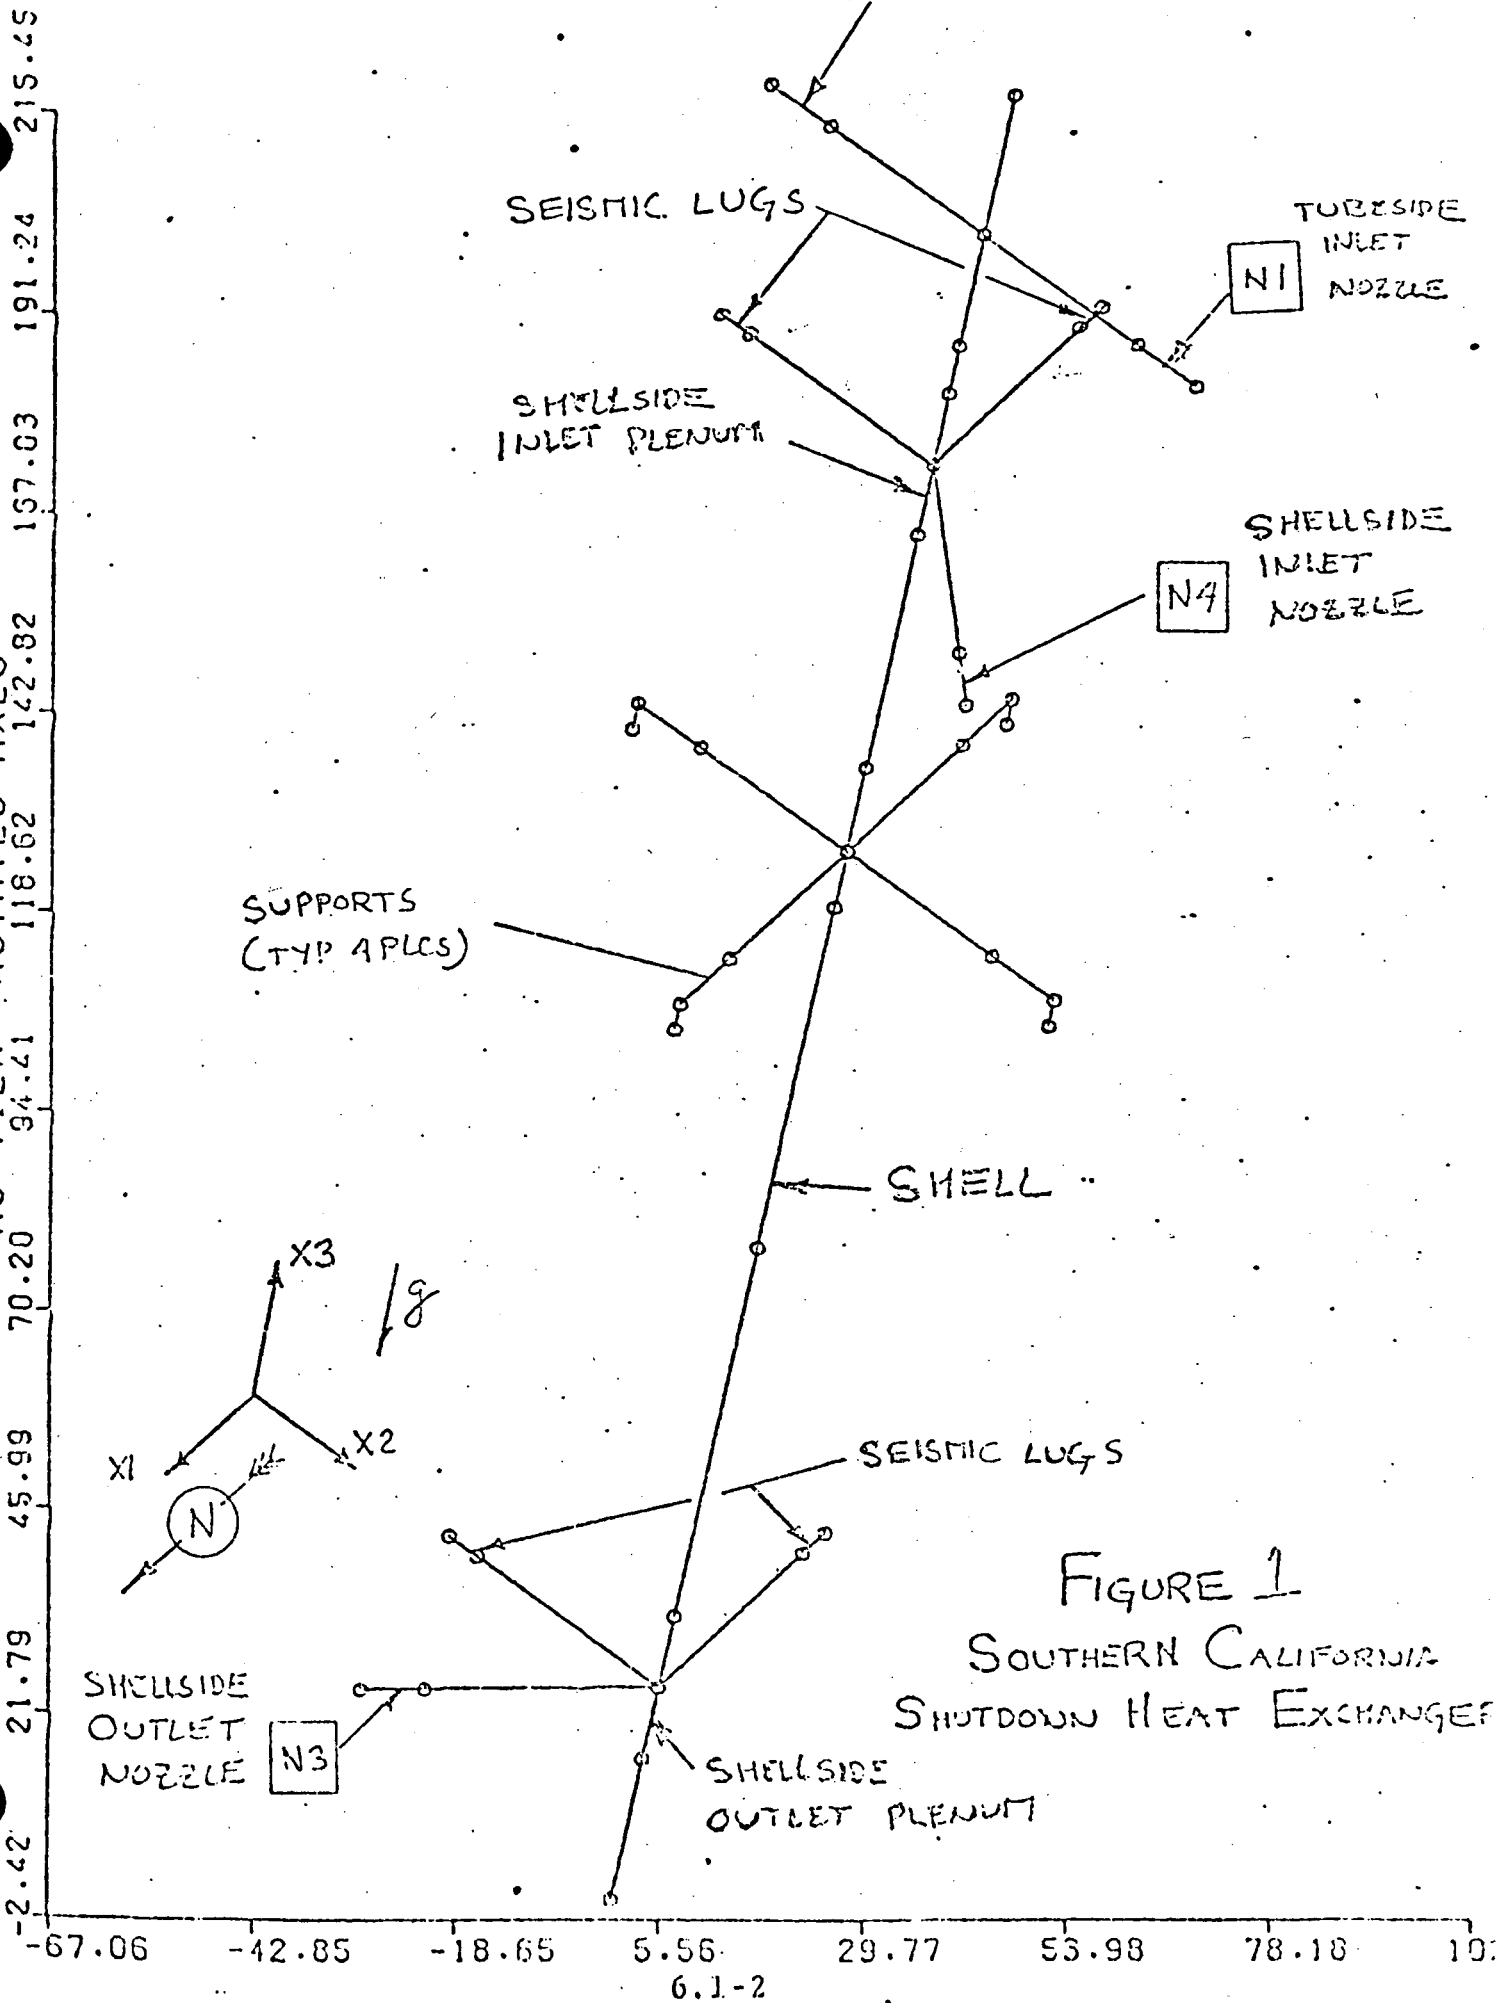 SEISMIC LUGS
TUBESIDE
INLET
NOZZLE
N1
SHELLSIDE
INLET PLENUM
SHELLSIDE
INLET
NOZZLE
N4
SUPPORTS
(TYP 4 PLCS)
SHELL
X3
g
X1
X2
N
SEISMIC LUGS
FIGURE 1
SOUTHERN CALIFORNIA
SHUTDOWN HEAT EXCHANGER
SHELLSIDE
OUTLET
NOZZLE
N3
SHELLSIDE
OUTLET PLENUM
215.45
191.24
167.03
142.82
118.62
94.41
70.20
45.99
21.79
-2.42
-67.06 -42.85 -18.65 5.56 29.77 53.98 78.18
6.1-2